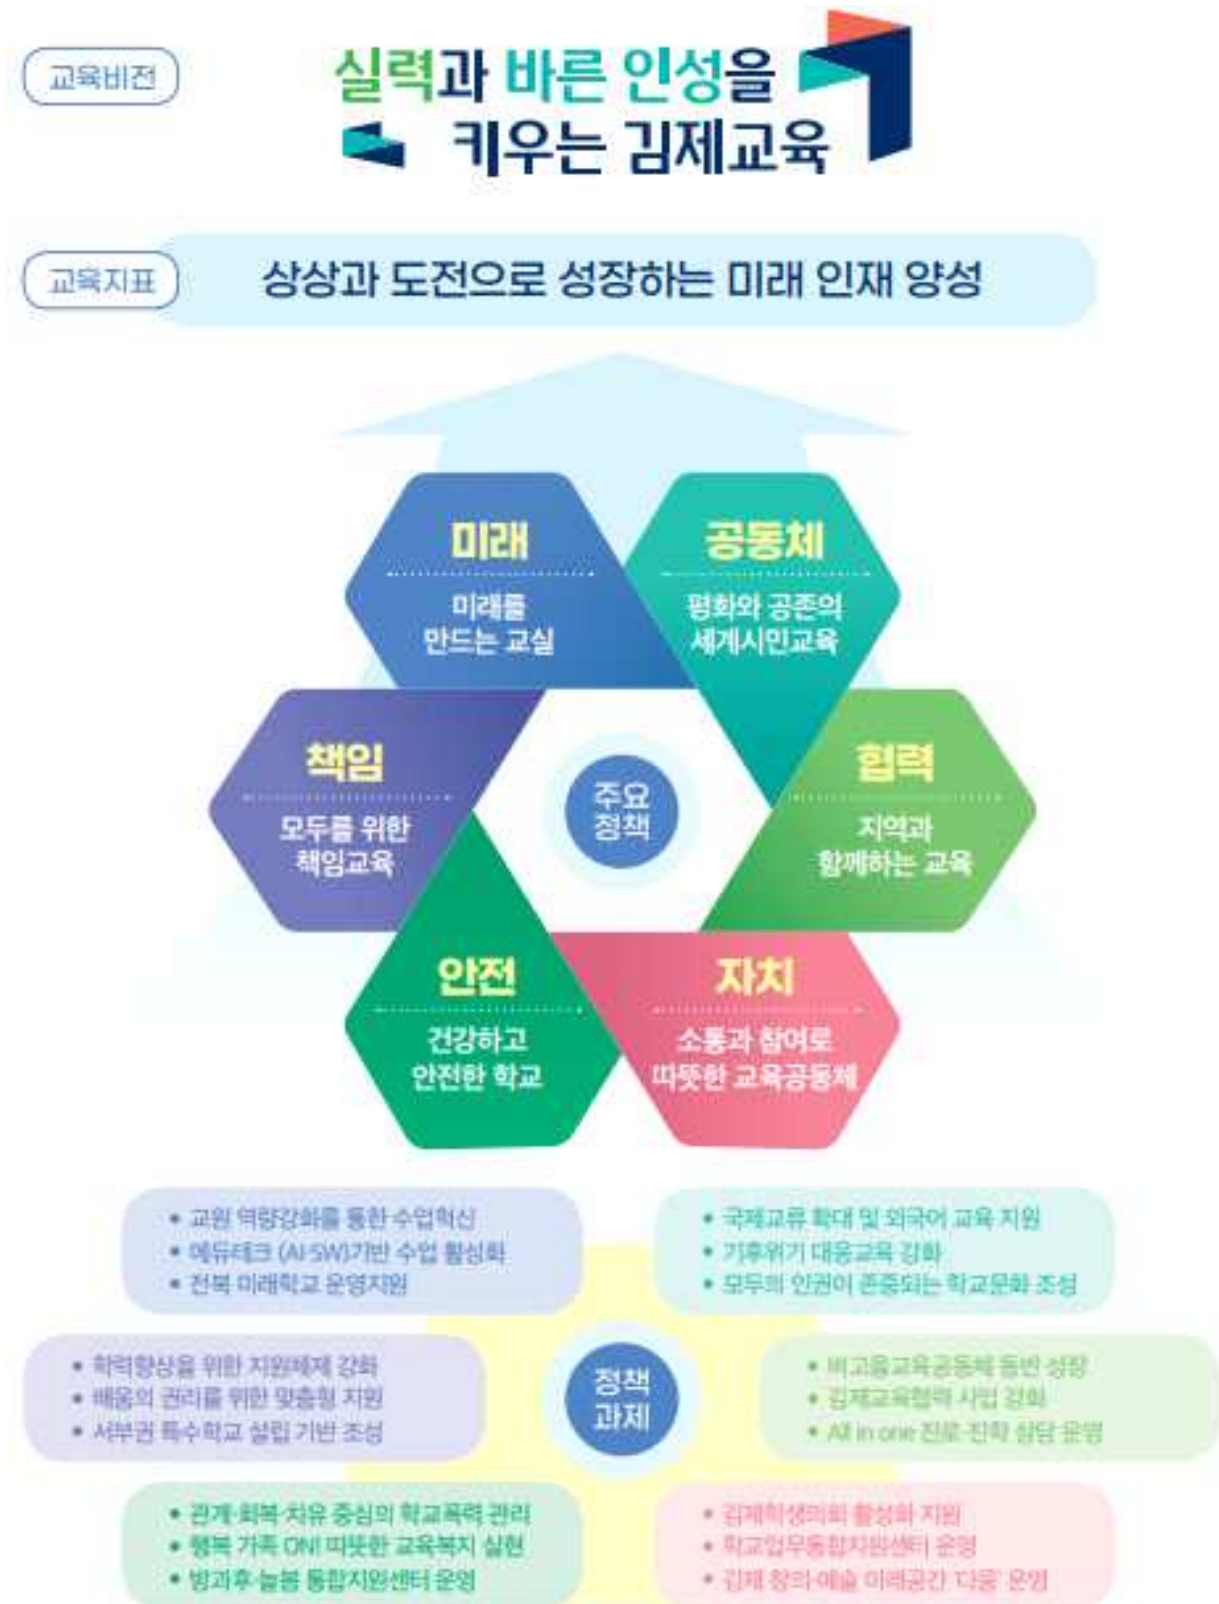 교육비전
실력과 바른 인성을
키우는 김제교육
교육지표
상상과 도전으로 성장하는 미래 인재 양성
미래
미래를
만드는 교실
공동체
평화와 공존의
세계시민교육
책임
모두를 위한
책임교육
주요
정책
협력
지역과
함께하는 교육
안전
건강하고
안전한 학교
자치
소통과 참여로
따뜻한 교육공동체
• 교원 역량강화를 통한 수업혁신
• 에듀테크 (AI·SW)기반 수업 활성화
• 전북 미래학교 운영지원
• 국제교류 확대 및 외국어 교육 지원
• 기후위기 대응교육 강화
• 모두의 인권이 존중되는 학교문화 조성
• 학력향상을 위한 지원체제 강화
• 배움의 권리를 위한 맞춤형 지원
• 서부권 특수학교 설립 기반 조성
정책
과제
• 벼고을교육공동체 동반 성장
• 김제교육협력 사업 강화
• All in one 진로·진학 상담 운영
• 관계·회복·치유 중심의 학교폭력 관리
• 행복 가족 ON! 따뜻한 교육복지 실현
• 방과후·늘봄 통합지원센터 운영
• 김제학생의회 활성화 지원
• 학교업무통합지원센터 운영
• 김제 창의·예술 미래공간 '다움' 운영